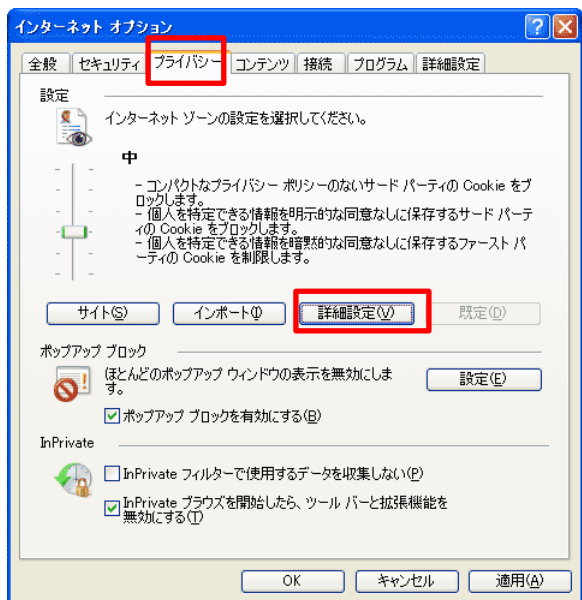 インターネット オプション
全般 セキュリティ プライバシー コンテンツ 接続 プログラム 詳細設定
設定
インターネット ゾーンの設定を選択してください。
中
- コンパクトなプライバシー ポリシーのないサード パーティの Cookie をブ
ロックします。
- 個人を特定できる情報を明示的な同意なしに保存するサード パーテ
ィの Cookie をブロックします。
- 個人を特定できる情報を暗黙的な同意なしに保存するファースト パ
ーティの Cookie を制限します。
サイト(S) インポート(I) 詳細設定(V) 既定(D)
ポップアップ ブロック
ほとんどのポップアップ ウィンドウの表示を無効にしま
す。
設定(E)
ポップアップ ブロックを有効にする(B)
InPrivate
InPrivate フィルターで使用するデータを収集しない(P)
InPrivate ブラウズを開始したら、ツール バーと拡張機能を
無効にする(T)
OK キャンセル 適用(A)